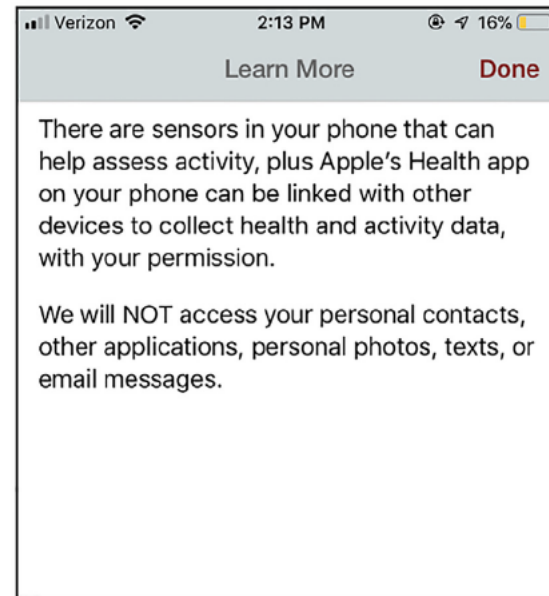 Verizon 2:13 PM 16%
Learn More Done
There are sensors in your phone that can
help assess activity, plus Apple's Health app
on your phone can be linked with other
devices to collect health and activity data,
with your permission.
We will NOT access your personal contacts,
other applications, personal photos, texts, or
email messages.